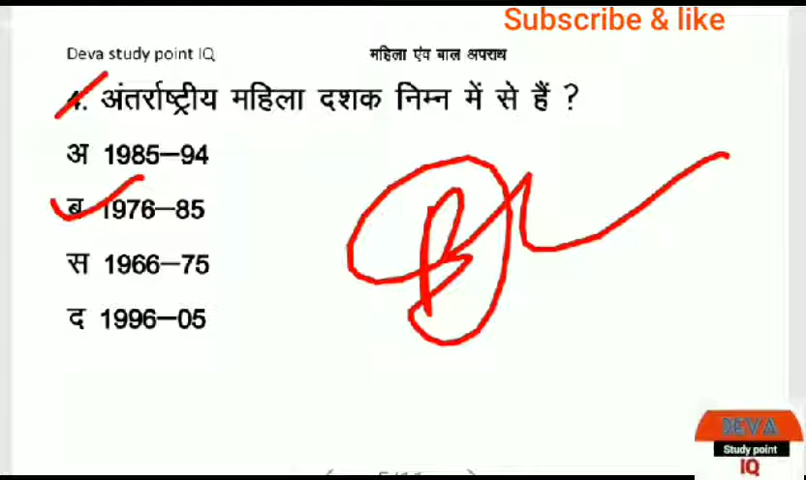 Subscribe & like
Deva study point IQ महिला एंव बाल अपराध
4. अंतर्राष्ट्रीय महिला दशक निम्न में से हैं ?
अ 1985–94
ब 1976–85
स 1966–75
द 1996–05
B
DEVA
Study point
IQ